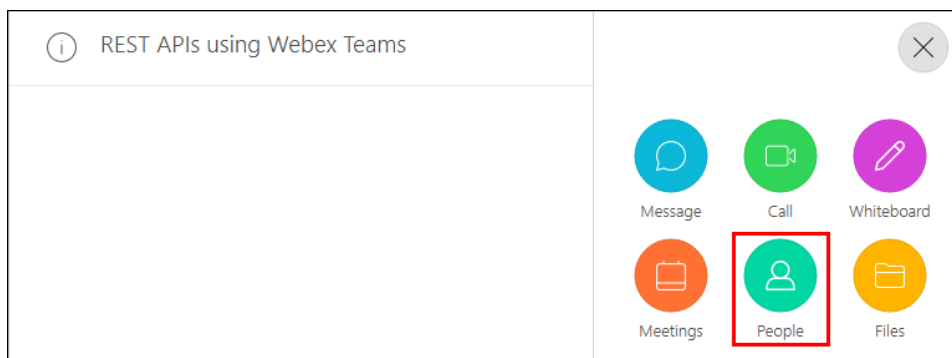 REST APIs using Webex Teams
Message Call Whiteboard
Meetings People Files